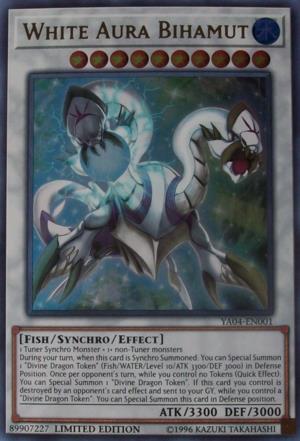 WHITE AURA BIHAMUT
YA04-EN001
[FISH/SYNCHRO/EFFECT]
1 Tuner Synchro Monster + 1+ non-Tuner monsters
During your turn, when this card is Synchro Summoned: You can Special Summon
1 "Divine Dragon Token" (Fish/WATER/Level 10/ATK 3300/DEF 3000) in Defense
Position. Once per opponent's turn, while you control no Tokens (Quick Effect):
You can Special Summon 1 "Divine Dragon Token". If this card you control is
destroyed by an opponent's card effect and sent to your GY, while you control a
"Divine Dragon Token": You can Special Summon this card in Defense Position.
ATK/3300 DEF/3000
89907227 LIMITED EDITION ©1996 KAZUKI TAKAHASHI